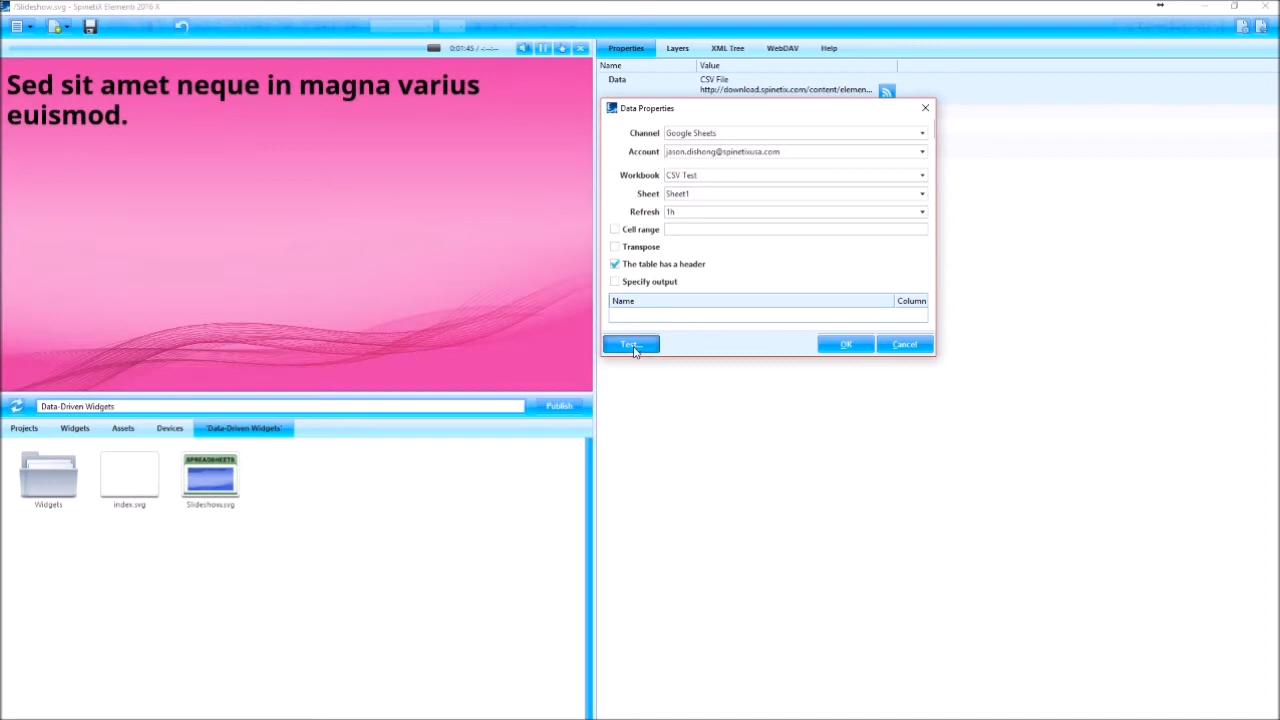 /Slideshow.svg - SpinetiX Elementi 2016 X
0:01:45 / -:--:--
Properties Layers XML Tree WebDAV Help
Name Value
Data CSV File
http://download.spinetix.com/content/elemen...
Sed sit amet neque in magna varius
euismod.
Data Properties
Channel Google Sheets
Account jason.dishong@spinetixusa.com
Workbook CSV Test
Sheet Sheet1
Refresh 1h
Cell range
Transpose
The table has a header
Specify output
Name Column
Test... OK Cancel
Data-Driven Widgets Publish
Projects Widgets Assets Devices 'Data-Driven Widgets'
SPREADSHEETS
Widgets index.svg Slideshow.svg